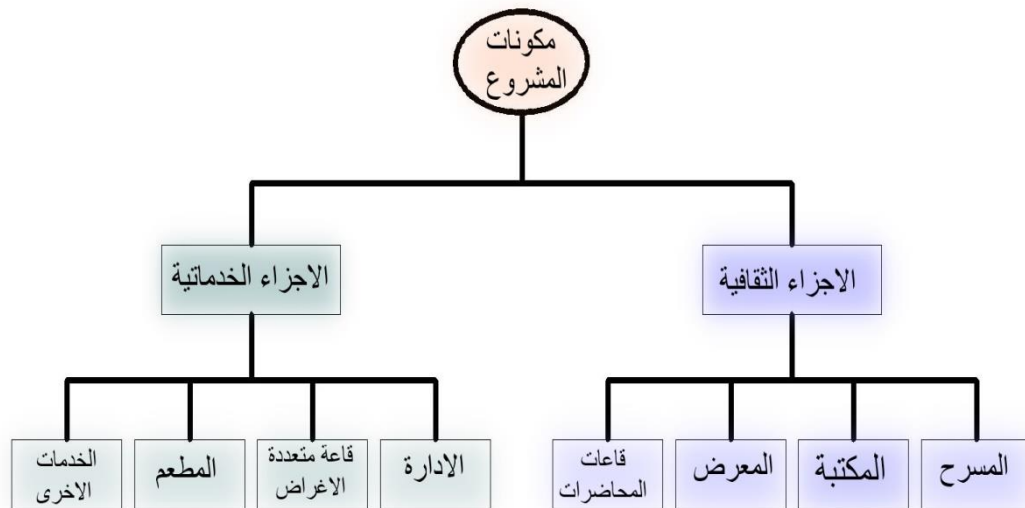 مكونات
المشروع
الاجزاء الثقافية
الاجزاء الخدماتية
المسرح
المكتبة
المعرض
قاعات
المحاضرات
الادارة
قاعة متعددة
الاغراض
المطعم
الخدمات
الاخرى